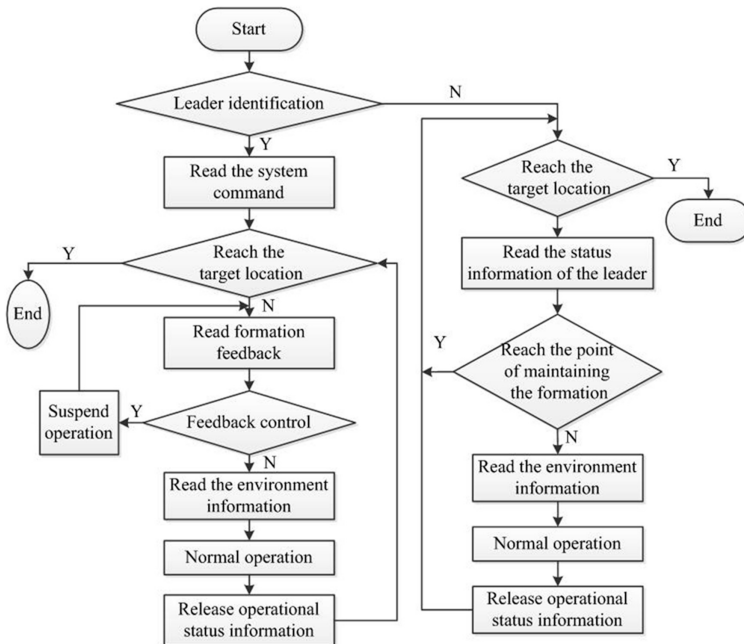 Start
Leader identification
N
Y
Read the system
command
Reach the
target location
Y
N
End
Read formation
feedback
Feedback control
Y
Suspend
operation
N
Read the environment
information
Normal operation
Release operational
status information
Reach the
target location
Y
End
Read the status
information of the leader
Reach the point
of maintaining
the formation
Y
N
Read the environment
information
Normal operation
Release operational
status information